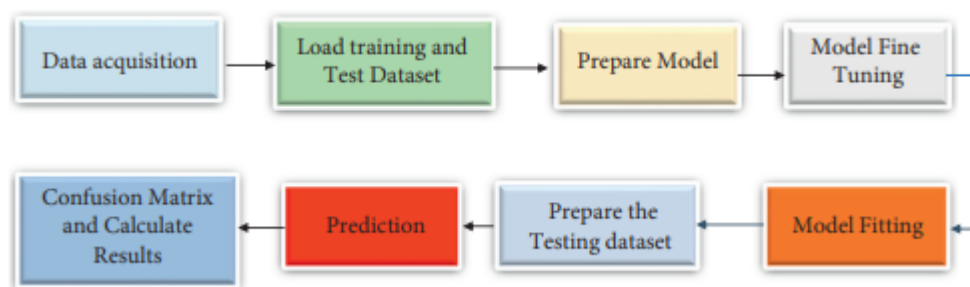 Data acquisition
Load training and
Test Dataset
Prepare Model
Model Fine
Tuning
Confusion Matrix
and Calculate
Results
Prediction
Prepare the
Testing dataset
Model Fitting